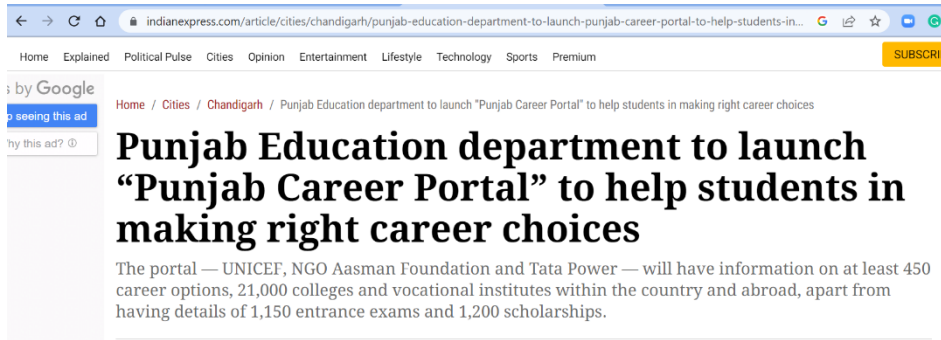 indianexpress.com/article/cities/chandigarh/punjab-education-department-to-launch-punjab-career-portal-to-help-students-in...
Home Explained Political Pulse Cities Opinion Entertainment Lifestyle Technology Sports Premium SUBSCRI
s by Google
p seeing this ad
hy this ad?
Home / Cities / Chandigarh / Punjab Education department to launch "Punjab Career Portal" to help students in making right career choices
Punjab Education department to launch
“Punjab Career Portal” to help students in
making right career choices
The portal — UNICEF, NGO Aasman Foundation and Tata Power — will have information on at least 450
career options, 21,000 colleges and vocational institutes within the country and abroad, apart from
having details of 1,150 entrance exams and 1,200 scholarships.